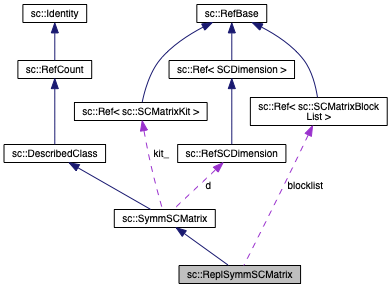 sc::Identity
sc::RefBase
sc::RefCount
sc::Ref< SCDimension >
sc::Ref< sc::SCMatrixKit >
sc::Ref< sc::SCMatrixBlock
List >
sc::DescribedClass
kit_
sc::RefSCDimension
d
blocklist
sc::SymmSCMatrix
sc::ReplSymmSCMatrix